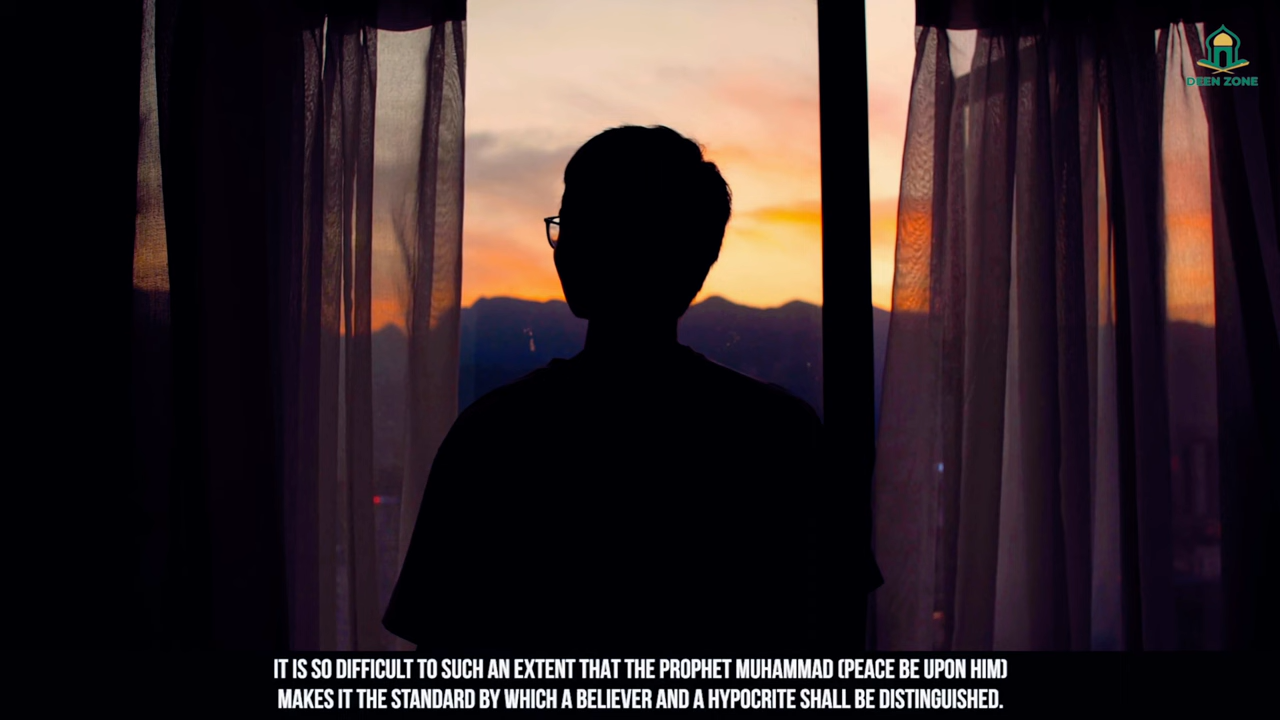 DEEN ZONE
IT IS SO DIFFICULT TO SUCH AN EXTENT THAT THE PROPHET MUHAMMAD (PEACE BE UPON HIM)
MAKES IT THE STANDARD BY WHICH A BELIEVER AND A HYPOCRITE SHALL BE DISTINGUISHED.